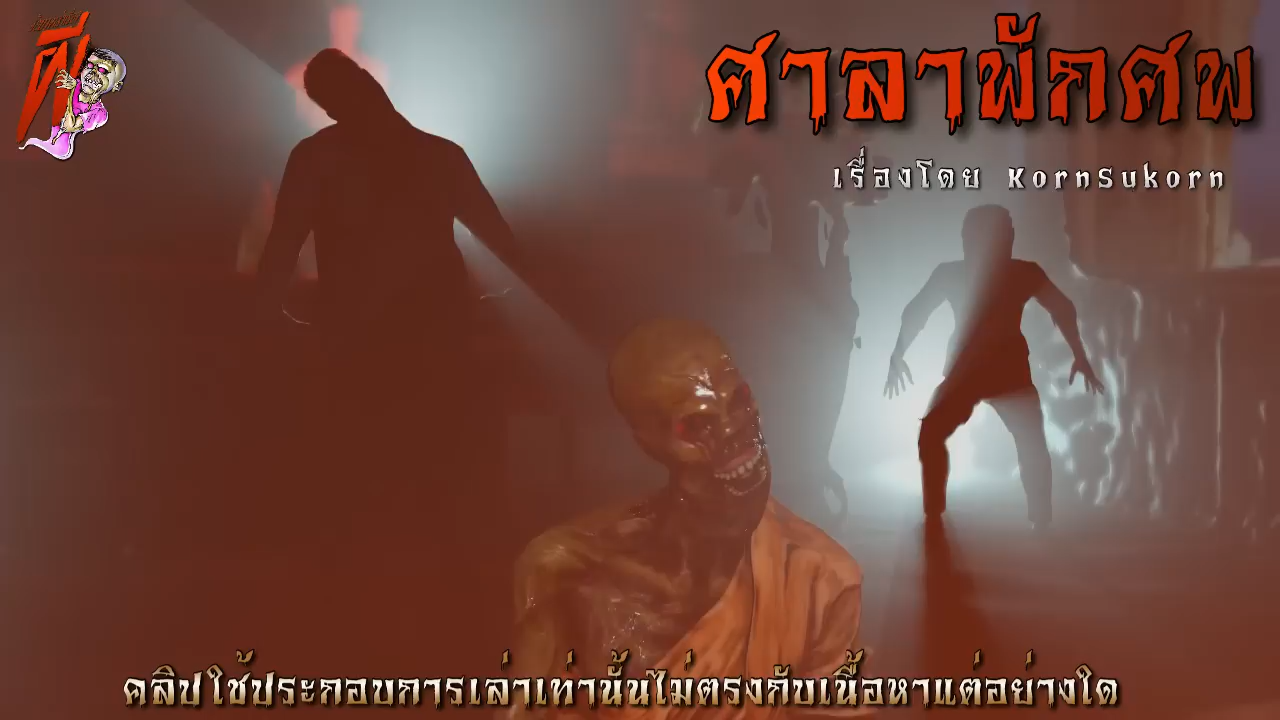 ผี
ศาลาพักศพ
เรื่องโดย KornSukorn
คลิปใช้ประกอบการเล่าเท่านั้นไม่ตรงกับเนื้อหาแต่อย่างใด